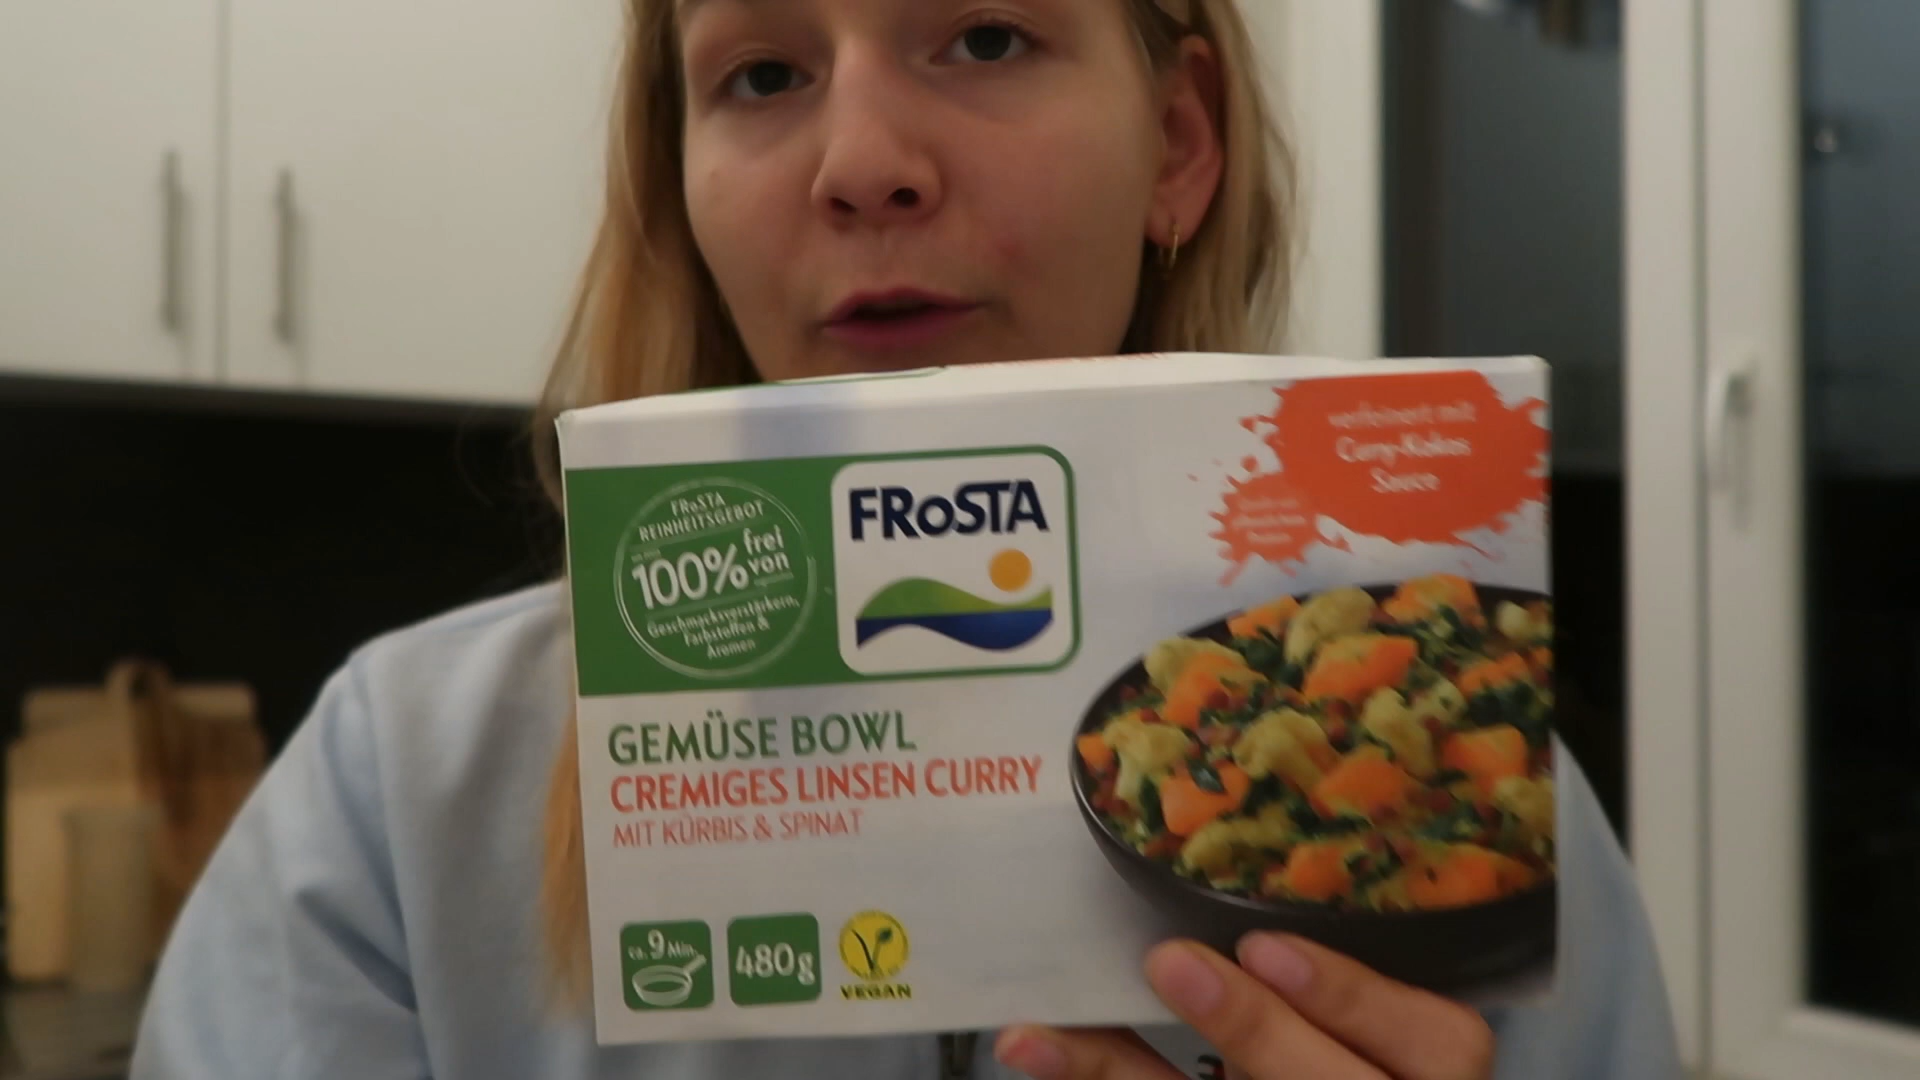 FRoSTA
REINHEITSGEBOT
100% frei von
Geschmacksverstärkern,
Farbstoffen &
Aromen
FRoSTA
verfeinert mit
Curry-Kokos
Sauce
GEMÜSE BOWL
CREMIGES LINSEN CURRY
MIT KÜRBIS & SPINAT
ca. 9 Min.
480g
V
VEGAN